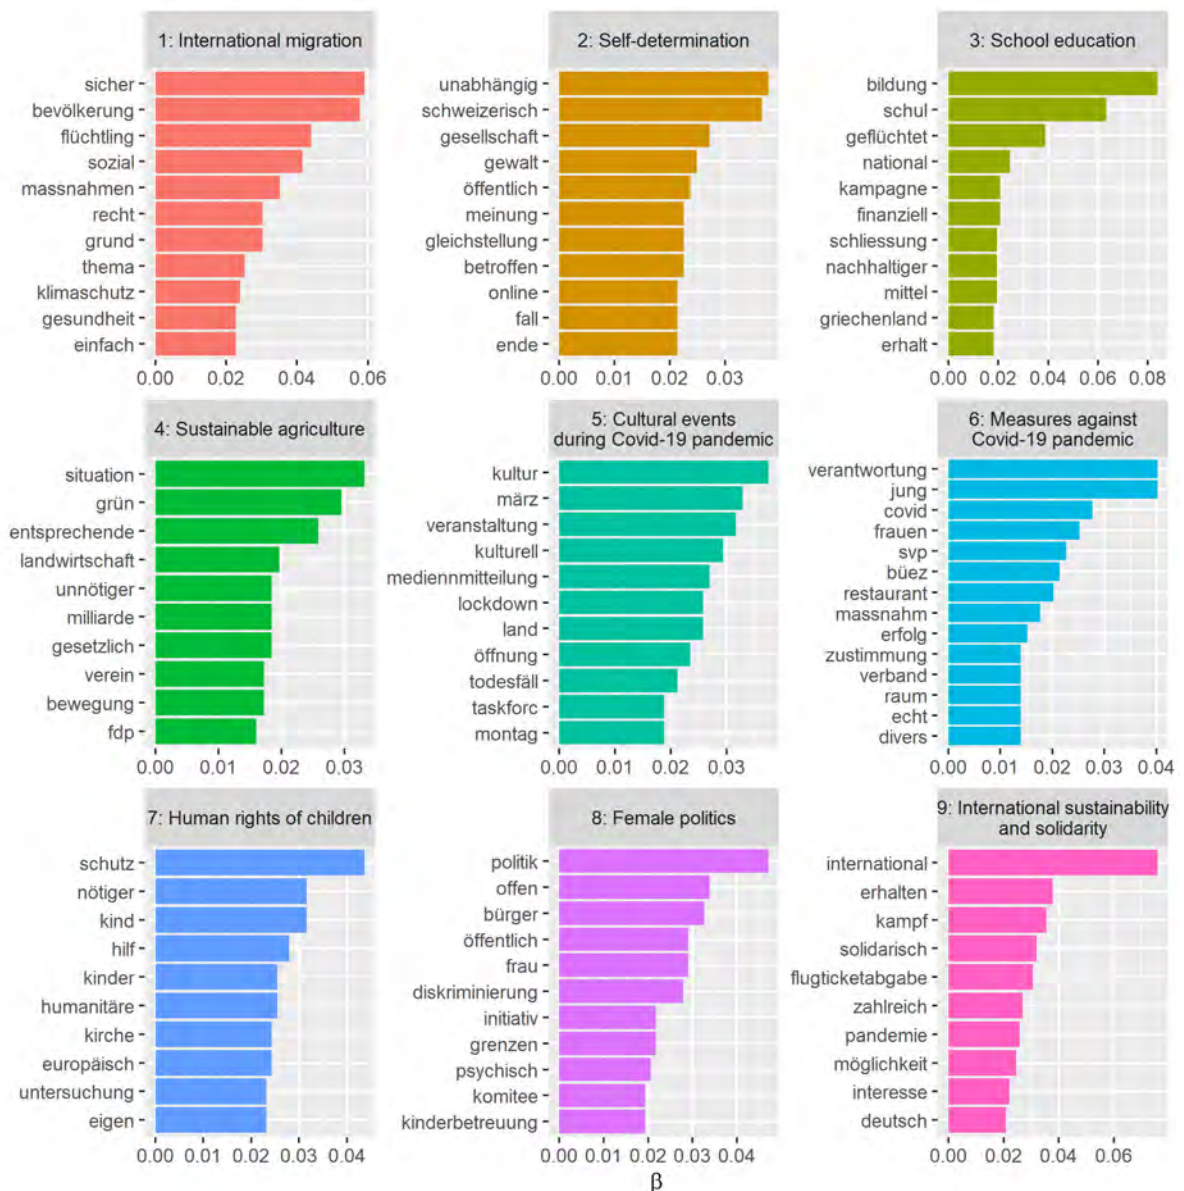 1: International migration
sicher
bevölkerung
flüchtling
sozial
massnahmen
recht
grund
thema
klimaschutz
gesundheit
einfach
0.00 0.02 0.04 0.06
2: Self-determination
unabhängig
schweizerisch
gesellschaft
gewalt
öffentlich
meinung
gleichstellung
betroffen
online
fall
ende
0.00 0.01 0.02 0.03
3: School education
bildung
schul
geflüchtet
national
kampagne
finanziell
schliessung
nachhaltiger
mittel
griechenland
erhalt
0.00 0.02 0.04 0.06 0.08
4: Sustainable agriculture
situation
grün
entsprechende
landwirtschaft
unnötiger
milliarde
gesetzlich
verein
bewegung
fdp
0.00 0.01 0.02 0.03
5: Cultural events
during Covid-19 pandemic
kultur
märz
veranstaltung
kulturell
mediennmitteilung
lockdown
land
öffnung
todesfäll
taskforc
montag
0.00 0.01 0.02 0.03
6: Measures against
Covid-19 pandemic
verantwortung
jung
covid
frauen
svp
büez
restaurant
massnahm
erfolg
zustimmung
verband
raum
echt
divers
0.00 0.01 0.02 0.03 0.04
7: Human rights of children
schutz
nötiger
kind
hilf
kinder
humanitäre
kirche
europäisch
untersuchung
eigen
0.00 0.01 0.02 0.03 0.04
8: Female politics
politik
offen
bürger
öffentlich
frau
diskriminierung
initiativ
grenzen
psychisch
komitee
kinderbetreuung
0.00 0.01 0.02 0.03 0.04
9: International sustainability
and solidarity
international
erhalten
kampf
solidarisch
flugticketabgabe
zahlreich
pandemie
möglichkeit
interesse
deutsch
0.00 0.02 0.04 0.06
β